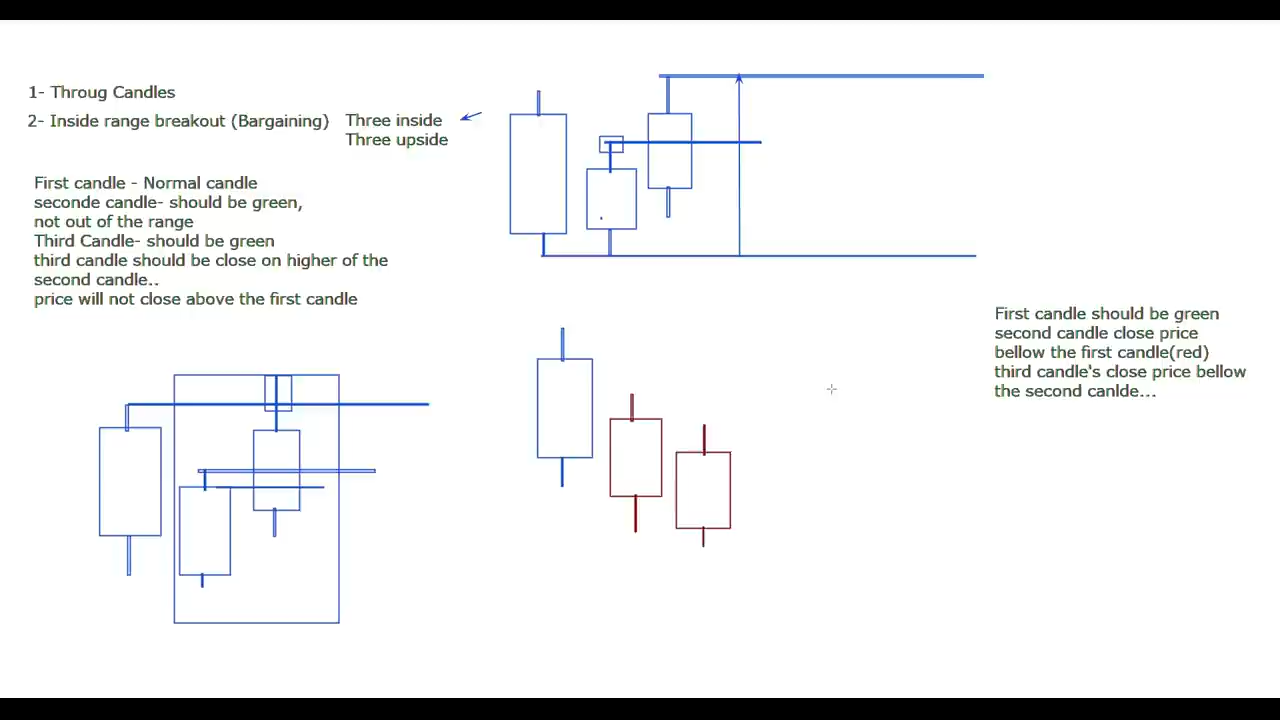 1- Throug Candles
2- Inside range breakout (Bargaining)
Three inside
Three upside
First candle - Normal candle
seconde candle- should be green,
not out of the range
Third Candle- should be green
third candle should be close on higher of the
second candle..
price will not close above the first candle
First candle should be green
second candle close price
bellow the first candle(red)
third candle's close price bellow
the second canlde...